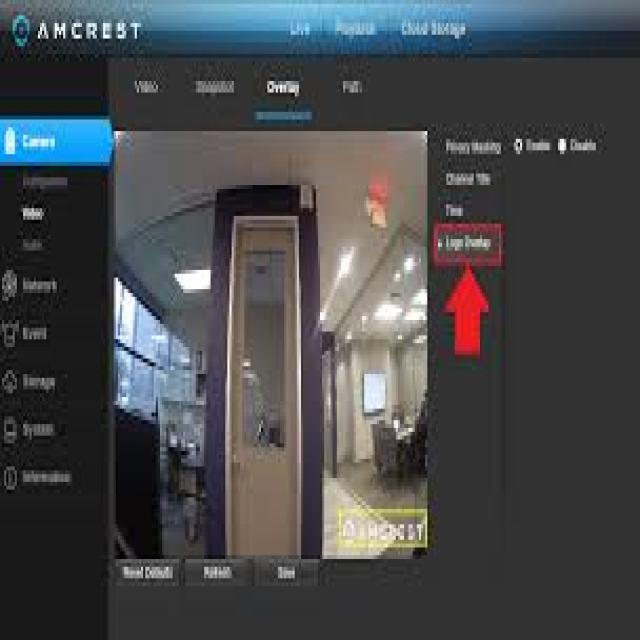 AMCREST
Live Playback Cloud Storage
Video Snapshot Overlay Path
Camera
Video
Audio
Privacy Masking Enable Disable
Channel Title
Time
Logo Overlay
Network
Event
Storage
System
Information
AMCREST
Reset Defaults Refresh Save